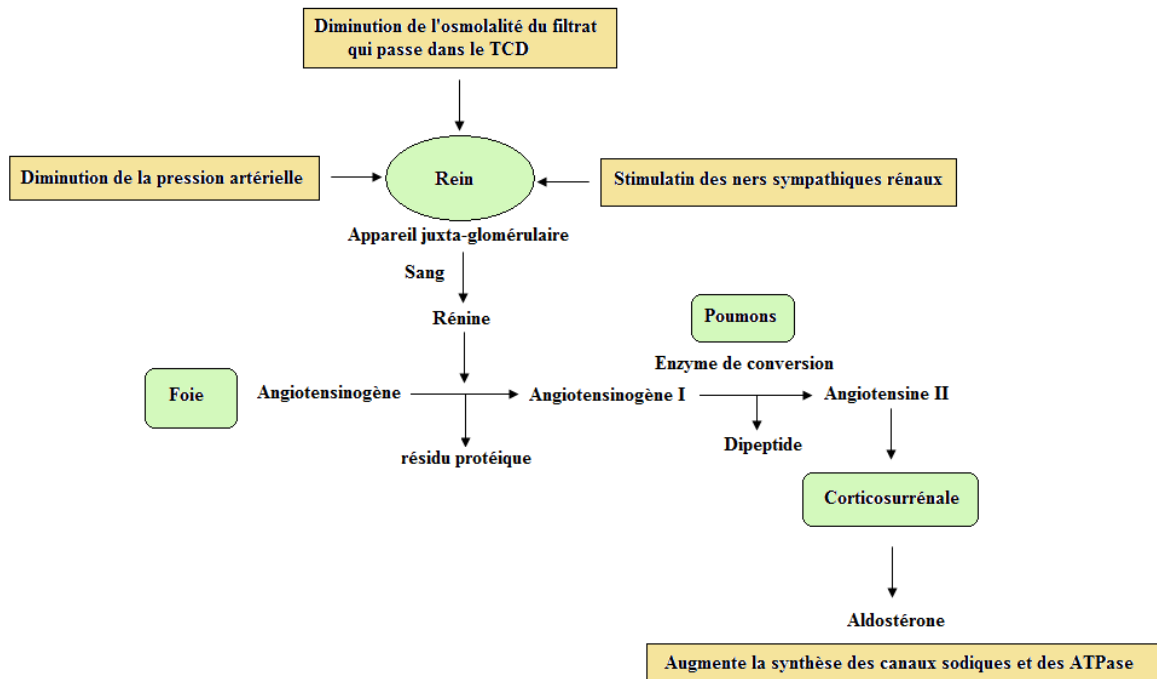 Diminution de l'osmolalité du filtrat
qui passe dans le TCD
Diminution de la pression artérielle
Rein
Stimulatin des ners sympathiques rénaux
Appareil juxta-glomérulaire
Sang
Rénine
Poumons
Enzyme de conversion
Foie
Angiotensinogène
Angiotensinogène I
Angiotensine II
résidu protéique
Dipeptide
Corticosurrénale
Aldostérone
Augmente la synthèse des canaux sodiques et des ATPase